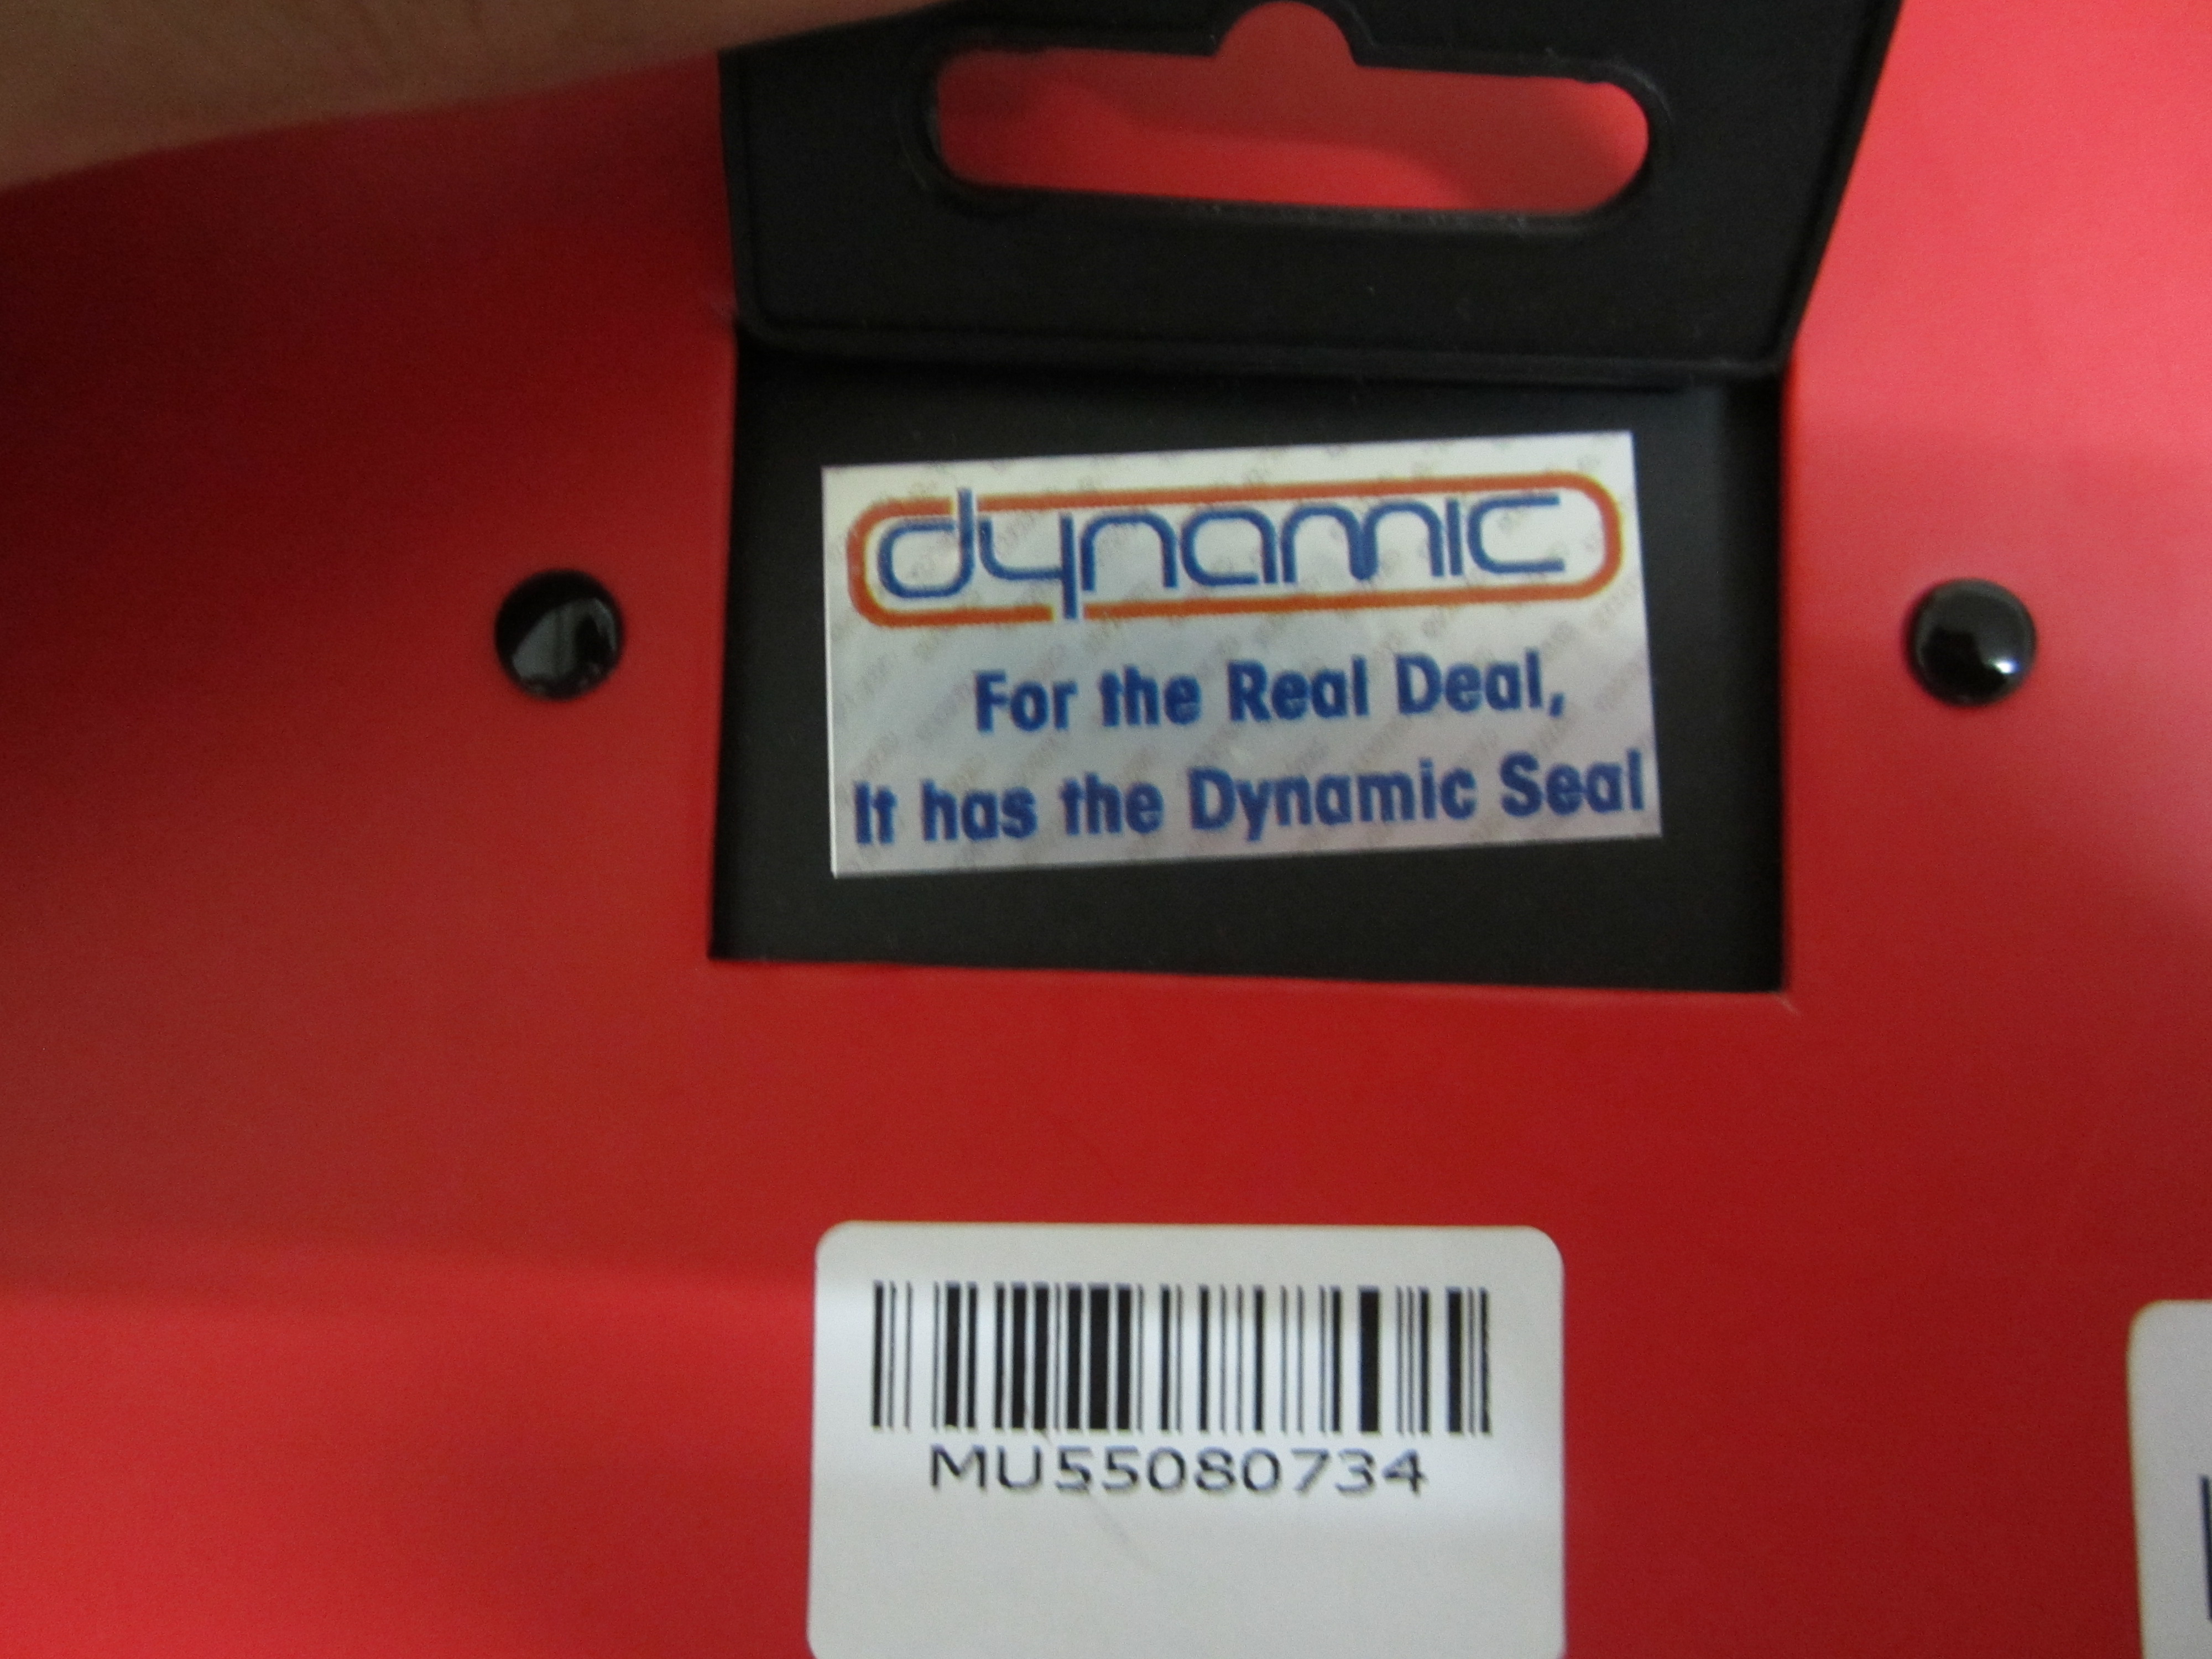 dynamic
For the Real Deal,
It has the Dynamic Seal
MU55080734